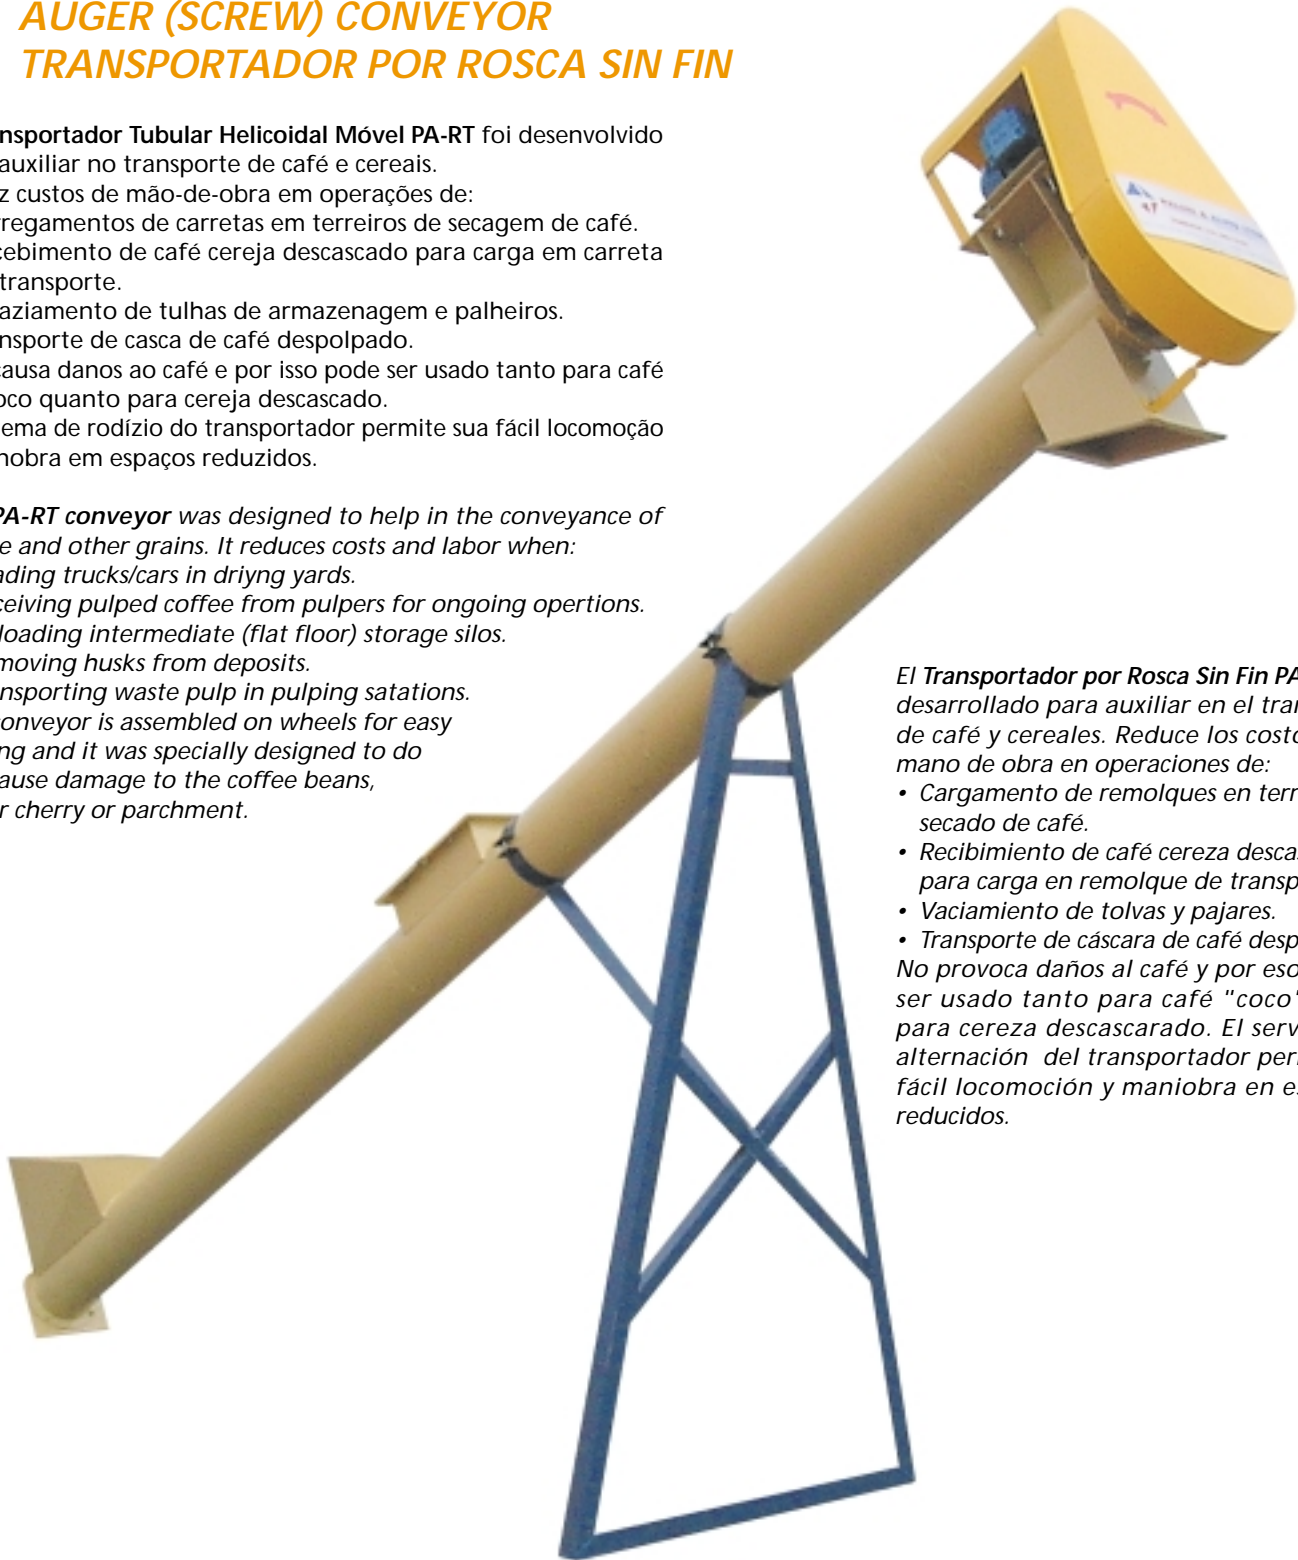 AUGER (SCREW) CONVEYOR
TRANSPORTADOR POR ROSCA SIN FIN
nsportador Tubular Helicoidal Móvel PA-RT foi desenvolvido
auxiliar no transporte de café e cereais.
z custos de mão-de-obra em operações de:
rregamentos de carretas em terreiros de secagem de café.
cebimento de café cereja descascado para carga em carreta
transporte.
aziamento de tulhas de armazenagem e palheiros.
nsporte de casca de café despolpado.
causa danos ao café e por isso pode ser usado tanto para café
oco quanto para cereja descascado.
ema de rodízio do transportador permite sua fácil locomoção
nobra em espaços reduzidos.
PA-RT conveyor was designed to help in the conveyance of
e and other grains. It reduces costs and labor when:
ading trucks/cars in driyng yards.
ceiving pulped coffee from pulpers for ongoing opertions.
loading intermediate (flat floor) storage silos.
moving husks from deposits.
nsporting waste pulp in pulping satations.
conveyor is assembled on wheels for easy
ng and it was specially designed to do
ause damage to the coffee beans,
r cherry or parchment.
El Transportador por Rosca Sin Fin PA
desarrollado para auxiliar en el tran
de café y cereales. Reduce los costo
mano de obra en operaciones de:
• Cargamento de remolques en terr
secado de café.
• Recibimiento de café cereza desca
para carga en remolque de transp
• Vaciamiento de tolvas y pajares.
• Transporte de cáscara de café desp
No provoca daños al café y por eso
ser usado tanto para café "coco"
para cereza descascarado. El serv
alternación del transportador per
fácil locomoción y maniobra en es
reducidos.